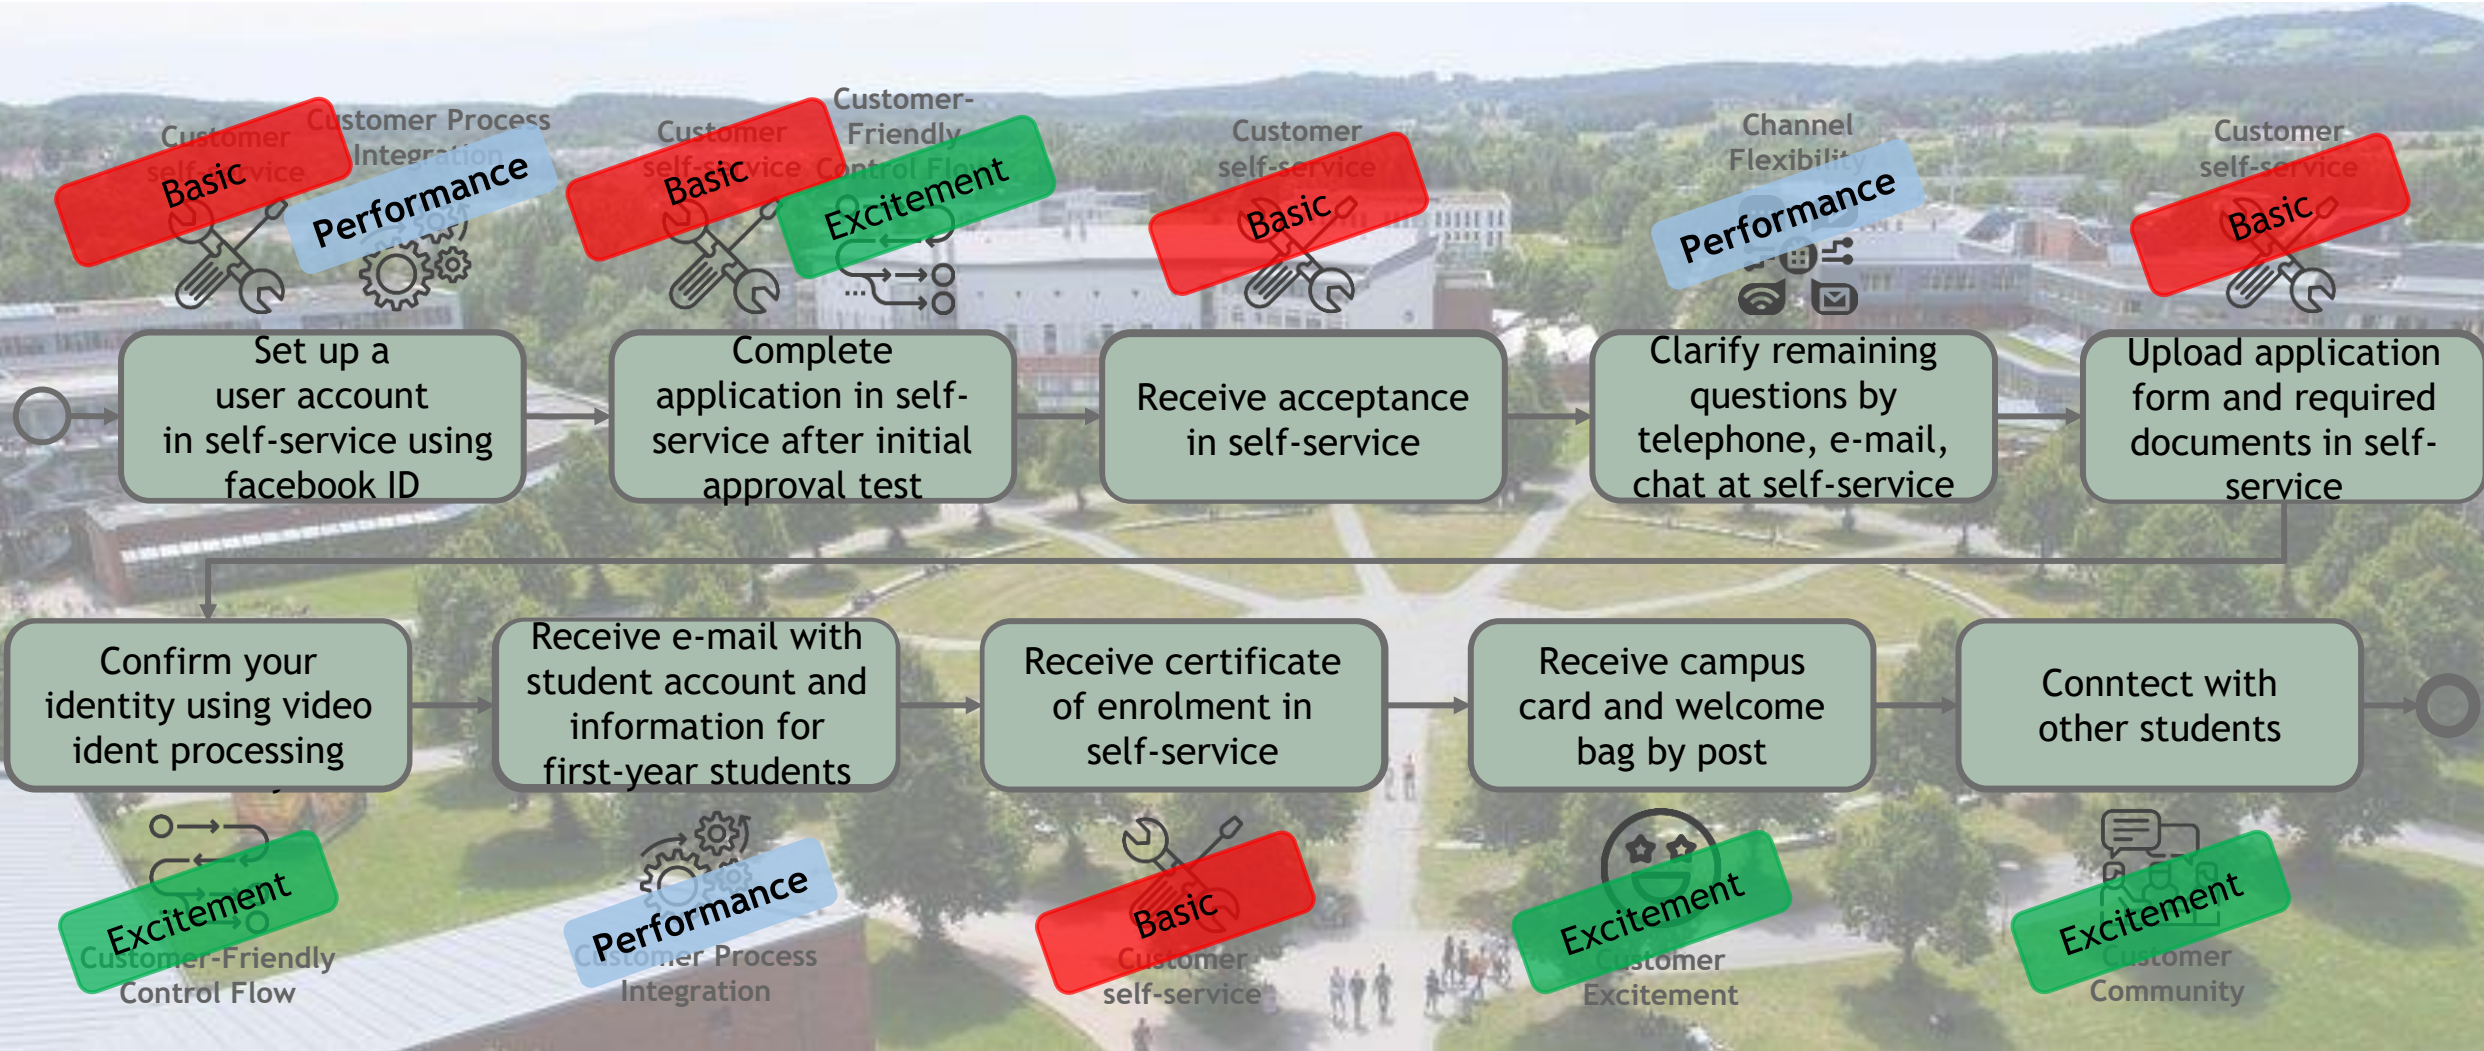 Customer
self-service
Basic
Customer Process
Integration
Performance
Customer
self-service
Basic
Customer-
Friendly
Control Flow
Excitement
Customer
self-service
Basic
Channel
Flexibility
Performance
Customer
self-service
Basic
Set up a
user account
in self-service using
facebook ID
Complete
application in self-
service after initial
approval test
Receive acceptance
in self-service
Clarify remaining
questions by
telephone, e-mail,
chat at self-service
Upload application
form and required
documents in self-
service
Confirm your
identity using video
ident processing
Receive e-mail with
student account and
information for
first-year students
Receive certificate
of enrolment in
self-service
Receive campus
card and welcome
bag by post
Conntect with
other students
Excitement
Customer-Friendly
Control Flow
Performance
Customer Process
Integration
Basic
Customer
self-service
Excitement
Customer
Excitement
Excitement
Customer
Community